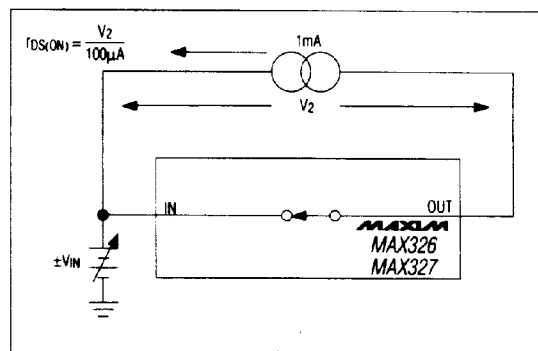 rDS(ON) = V2
100µA
1mA
V2
IN
OUT
MAXIM
MAX326
MAX327
±VIN